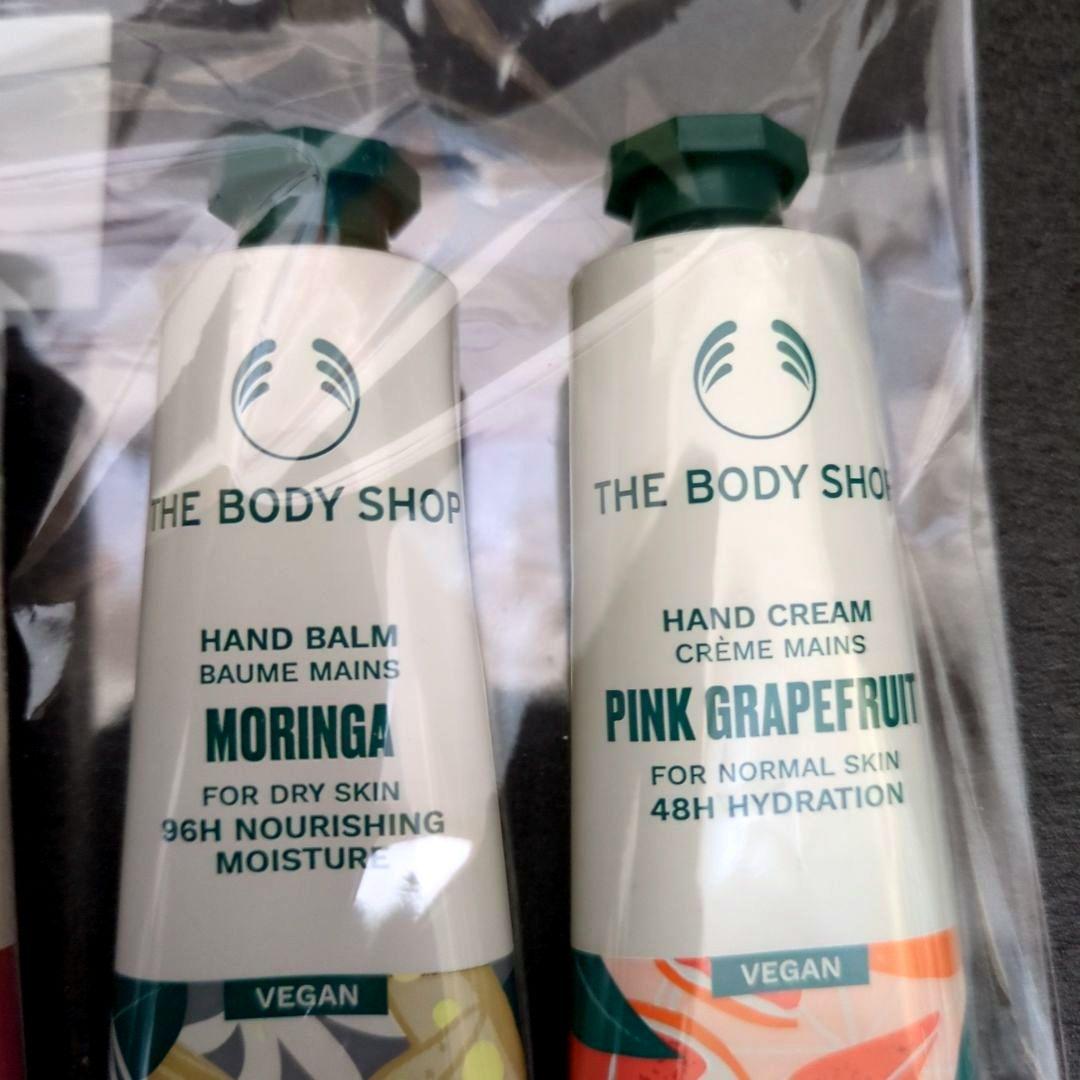 THE BODY SHOP
HAND BALM
BAUME MAINS
MORINGA
FOR DRY SKIN
96H NOURISHING
MOISTURE
VEGAN
THE BODY SHOP
HAND CREAM
CRÈME MAINS
PINK GRAPEFRUIT
FOR NORMAL SKIN
48H HYDRATION
VEGAN